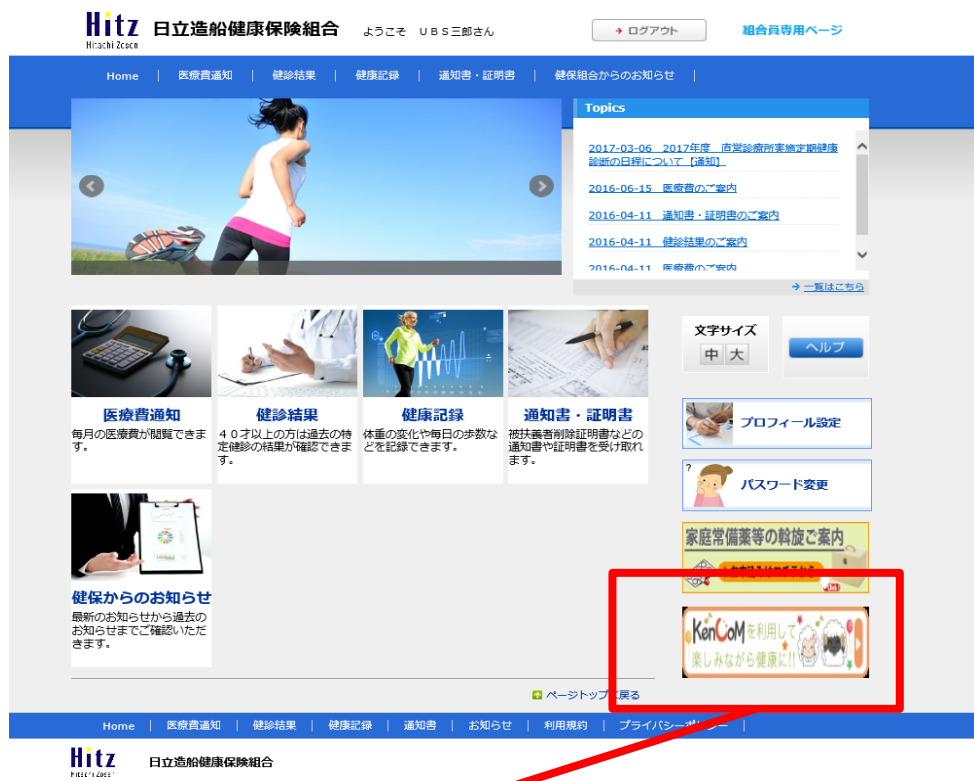 Hitz 日立造船健康保険組合 ようこそ UBS三郎さん ログアウト 組合員専用ページ
Hitachi Zosen
Home | 医療費通知 | 健診結果 | 健康記録 | 通知書・証明書 | 健保組合からのお知らせ |
Topics
2017-03-06 2017年度 直営診療所実施定期健康
診断の日程について【通知】
2016-06-15 医療費のご案内
2016-04-11 通知書・証明書のご案内
2016-04-11 健診結果のご案内
2016-04-11 医療費のご案内
一覧はこちら
文字サイズ
中 大
ヘルプ
医療費通知
毎月の医療費が閲覧できま
す。
健診結果
40才以上の方は過去の特
定健診の結果が確認できま
す。
健康記録
体重の変化や毎日の歩数な
どを記録できます。
通知書・証明書
被扶養者削除証明書などの
通知書や証明書を受け取れ
ます。
プロフィール設定
? パスワード変更
家庭常備薬等の斡旋ご案内
KenCoMを利用して
楽しみながら健康に!!
健保からのお知らせ
最新のお知らせから過去の
お知らせまでご確認いただ
きます。
ページトップに戻る
Home | 医療費通知 | 健診結果 | 健康記録 | 通知書 | お知らせ | 利用規約 | プライバシーポリシー |
Hitz 日立造船健康保険組合
Hitachi Zosen